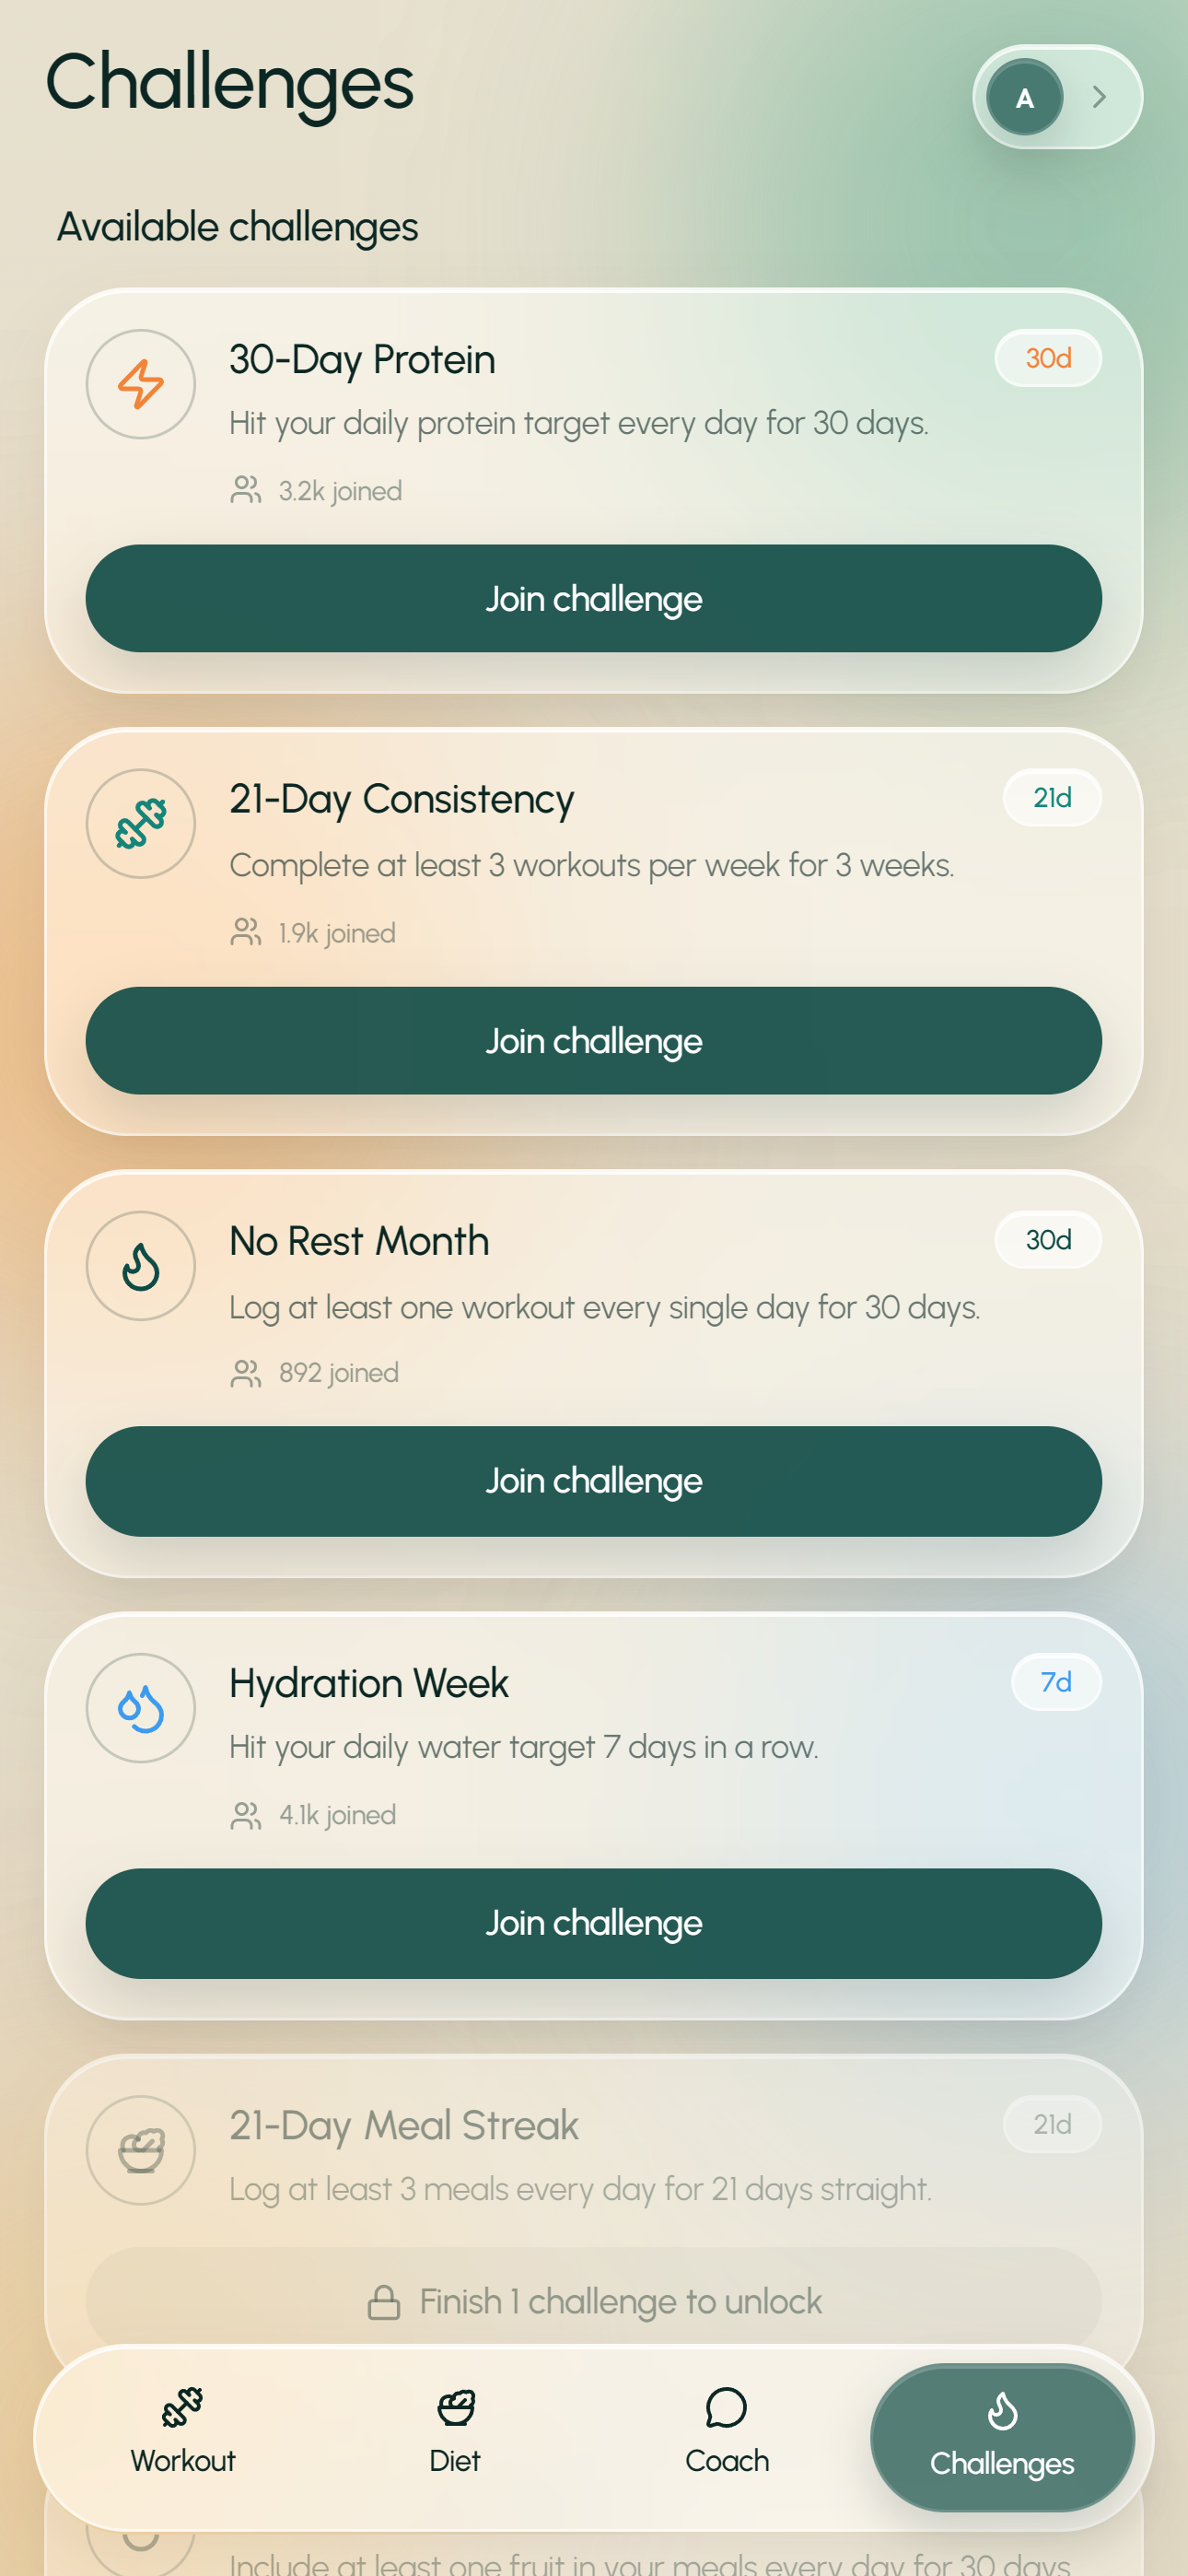 Challenges
A
Available challenges
30-Day Protein
30d
Hit your daily protein target every day for 30 days.
3.2k joined
Join challenge
21-Day Consistency
21d
Complete at least 3 workouts per week for 3 weeks.
1.9k joined
Join challenge
No Rest Month
30d
Log at least one workout every single day for 30 days.
892 joined
Join challenge
Hydration Week
7d
Hit your daily water target 7 days in a row.
4.1k joined
Join challenge
21-Day Meal Streak
21d
Log at least 3 meals every day for 21 days straight.
Finish 1 challenge to unlock
Workout
Diet
Coach
Challenges
Include at least one fruit in your meals every day for 30 days.